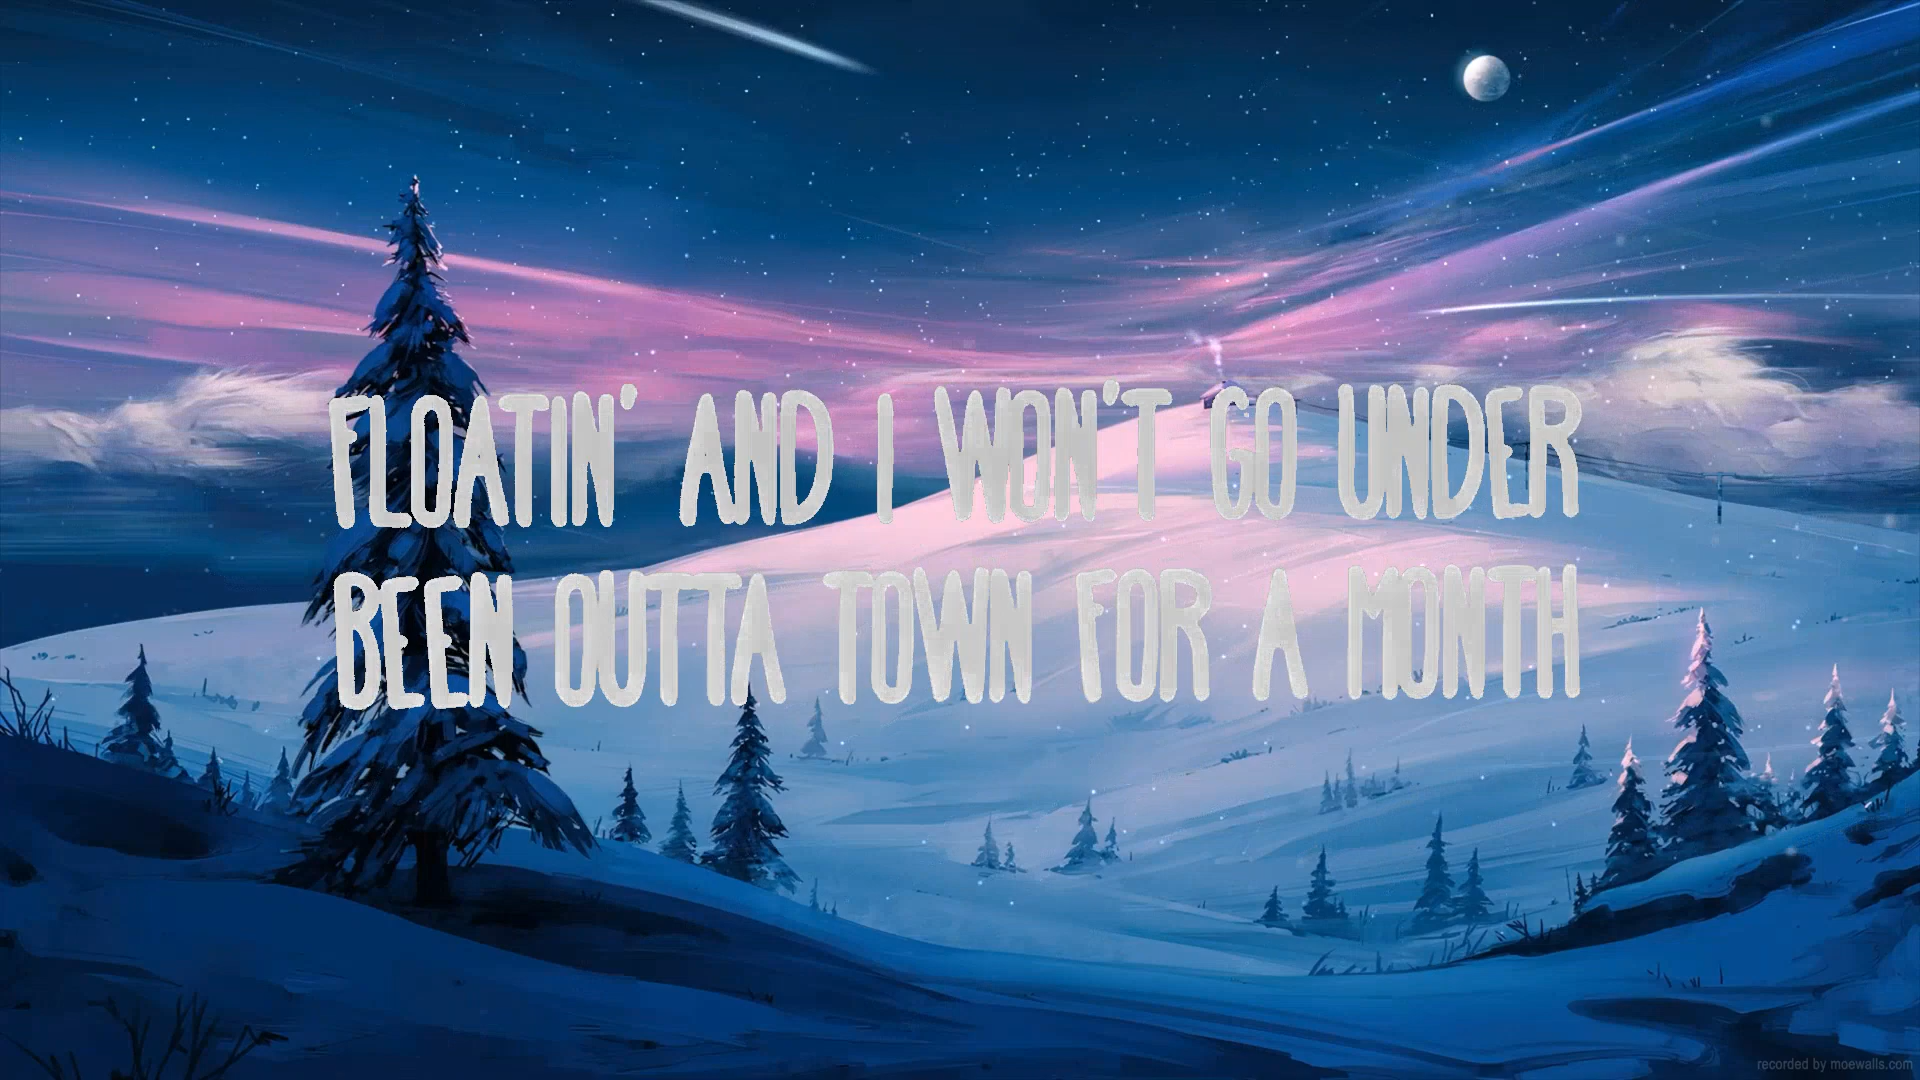 FLOATIN' AND I WON'T GO UNDER
BEEN OUTTA TOWN FOR A MONTH
recorded by moewalls.com